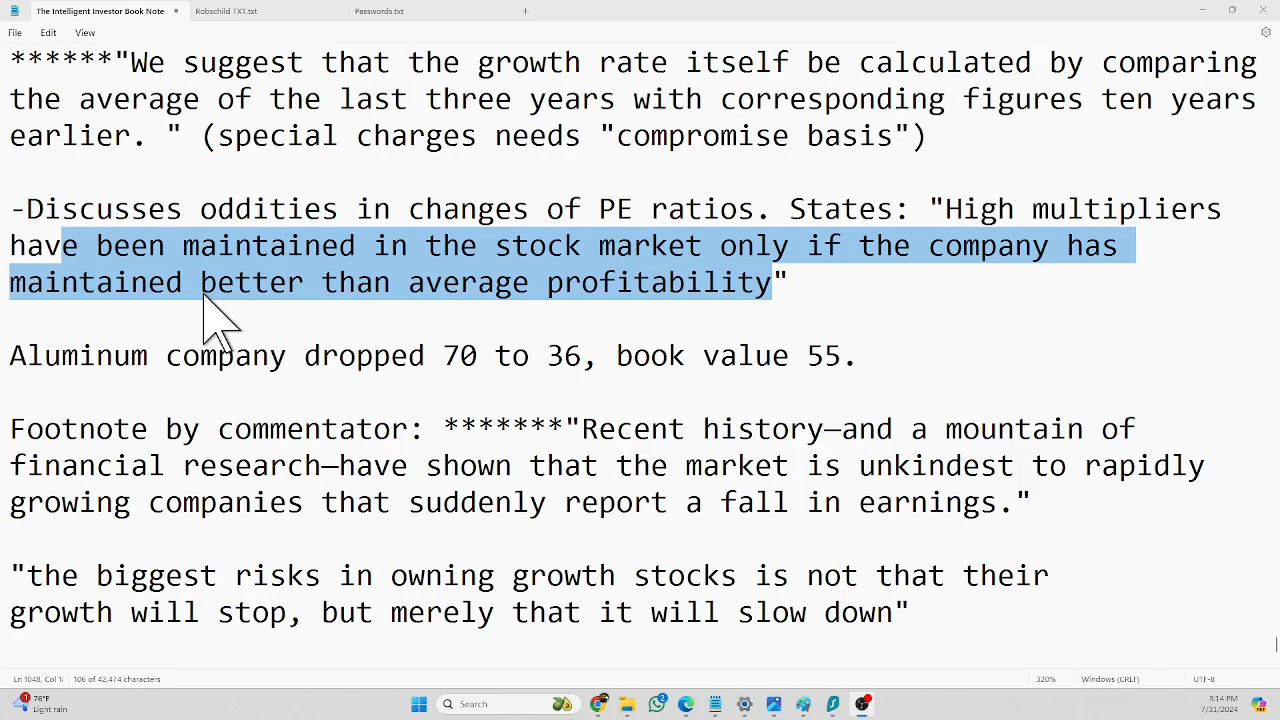 The Intelligent Investor Book Note
Robschild TXT.txt
Passwords.txt
File Edit View
******"We suggest that the growth rate itself be calculated by comparing
the average of the last three years with corresponding figures ten years
earlier. " (special charges needs "compromise basis")
-Discusses oddities in changes of PE ratios. States: "High multipliers
have been maintained in the stock market only if the company has
maintained better than average profitability"
Aluminum company dropped 70 to 36, book value 55.
Footnote by commentator: *******"Recent history—and a mountain of
financial research—have shown that the market is unkindest to rapidly
growing companies that suddenly report a fall in earnings."
"the biggest risks in owning growth stocks is not that their
growth will stop, but merely that it will slow down"
Ln 1048, Col 1 106 of 42,474 characters 320% Windows (CRLF) UTF-8
1 76°F
Light rain
Search
2
3:14 PM
7/31/2024